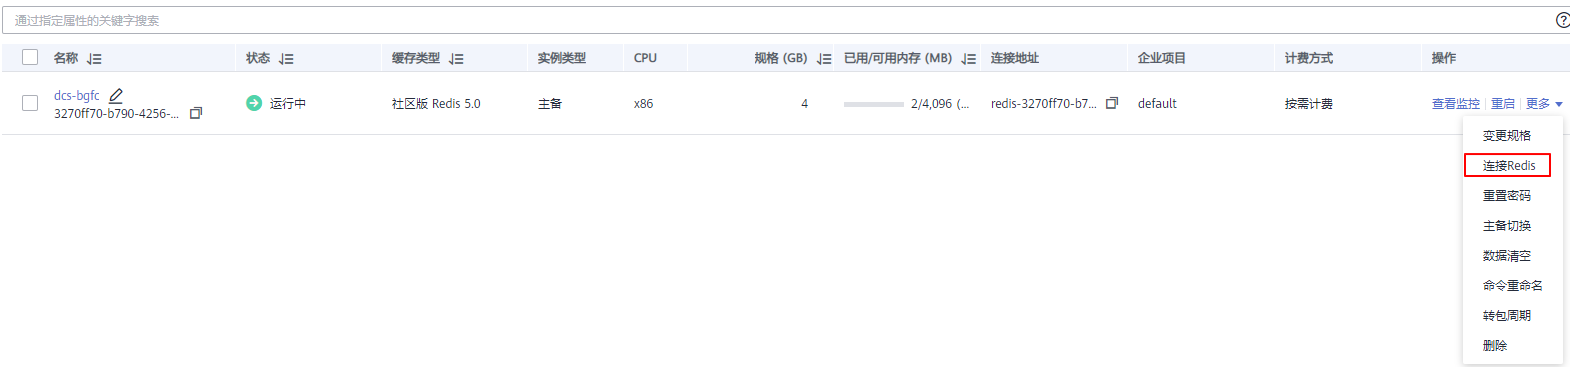 通过指定属性的关键字搜索
名称 状态 缓存类型 实例类型 CPU 规格 (GB) 已用/可用内存 (MB) 连接地址 企业项目 计费方式 操作
dcs-bgfc
3270ff70-b790-4256-...
运行中 社区版 Redis 5.0 主备 x86 4 2/4,096 (... redis-3270ff70-b7... default 按需计费 查看监控 重启 更多
变更规格
连接Redis
重置密码
主备切换
数据清空
命令重命名
转包周期
删除